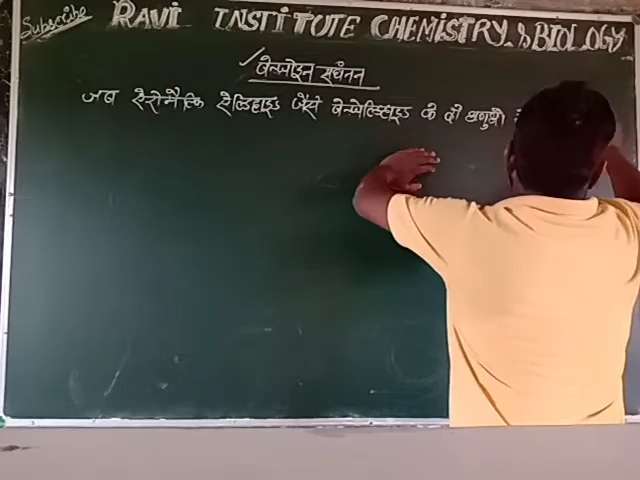 Subscribe
RAVI INSTITUTE CHEMISTRY & BIOLOGY
बेन्जोइन संघनन
जब ऐरोमैटिक ऐल्डिहाइड जैसे बेन्जेल्डिहाइड के दो अणुओ